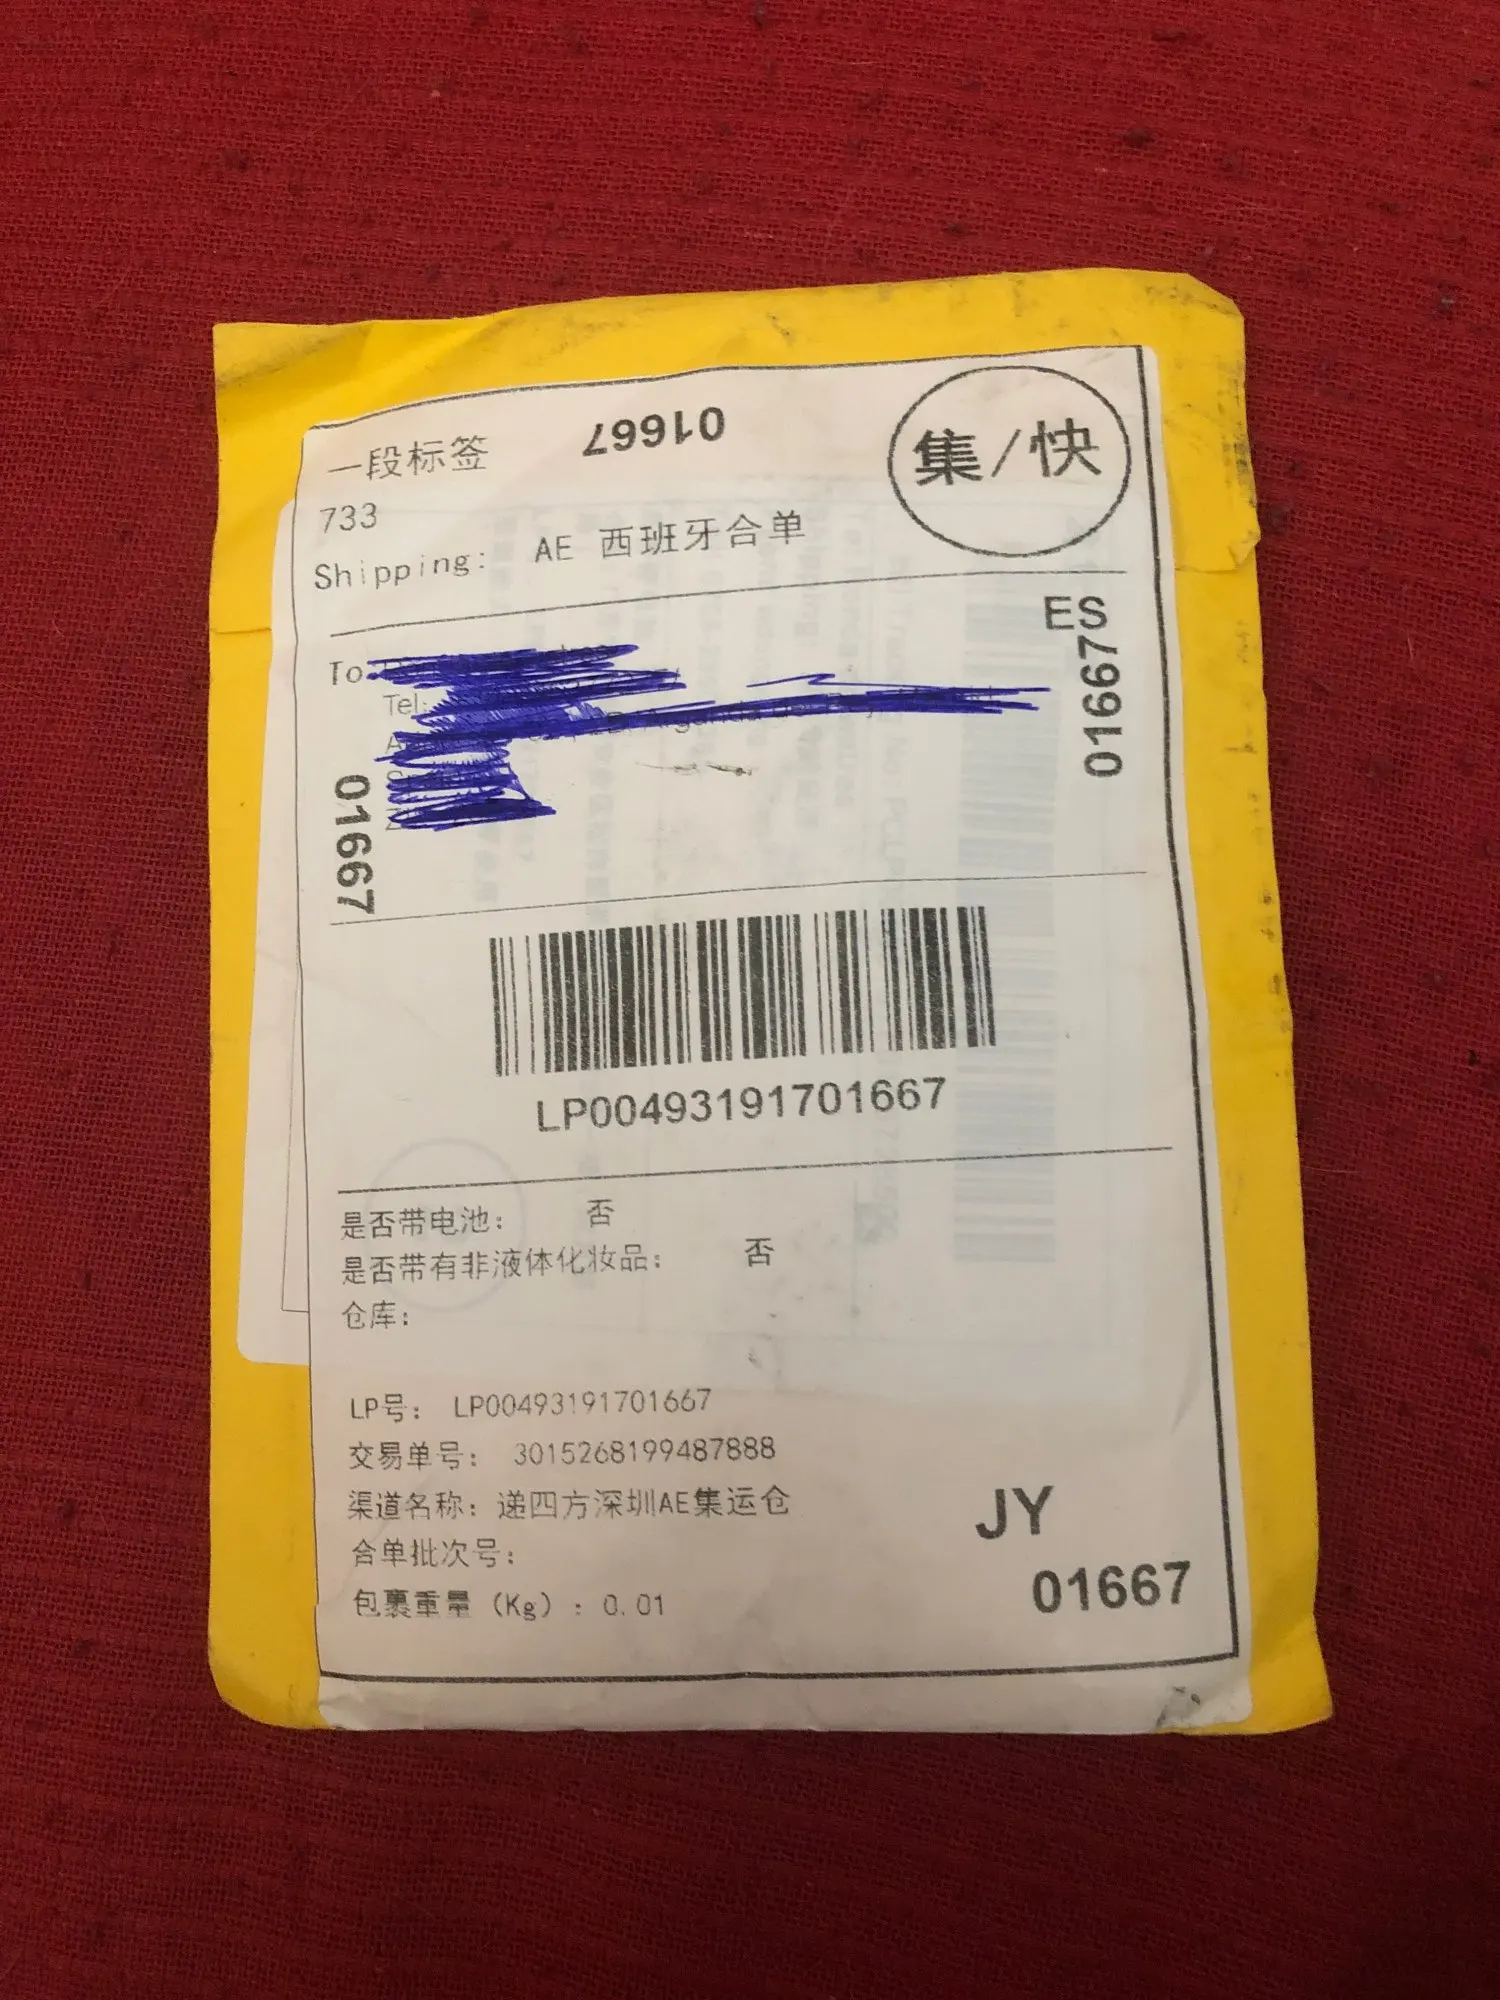 01667
集/快
一段标签
733
Shipping: AE 西班牙合单
ES
01667
To
Tel:
01667
LP00493191701667
是否带电池: 否
是否带有非液体化妆品: 否
仓库:
LP号: LP00493191701667
交易单号: 3015268199487888
渠道名称: 递四方深圳AE集运仓
JY
合单批次号:
01667
包裹重量 (Kg) : 0.01